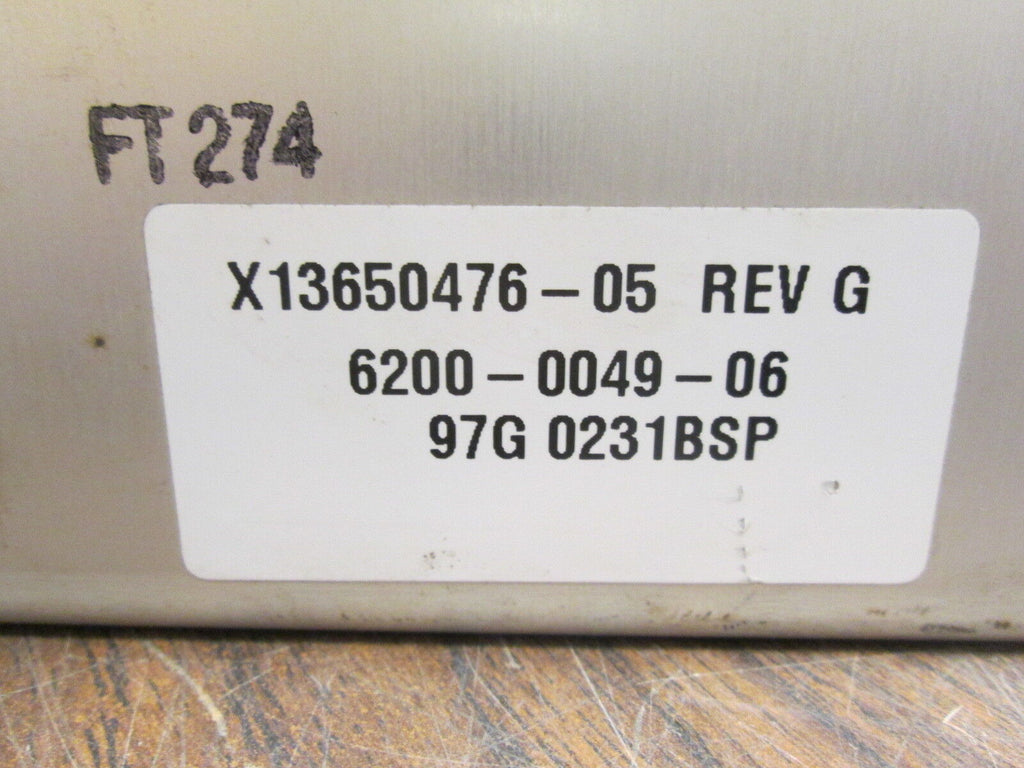 FT 274
X13650476-05 REV G
6200-0049-06
97G 0231BSP